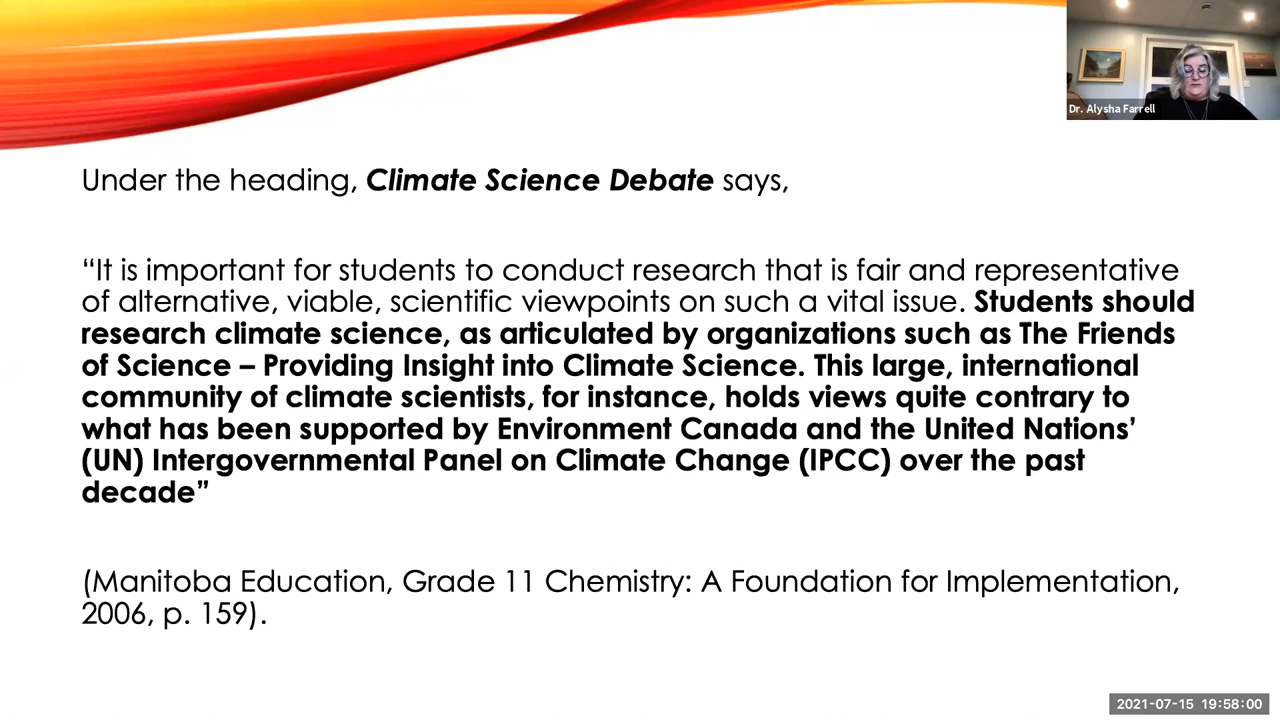 Dr. Alysha Farrell
Under the heading, Climate Science Debate says,
“It is important for students to conduct research that is fair and representative
of alternative, viable, scientific viewpoints on such a vital issue. Students should
research climate science, as articulated by organizations such as The Friends
of Science – Providing Insight into Climate Science. This large, international
community of climate scientists, for instance, holds views quite contrary to
what has been supported by Environment Canada and the United Nations’
(UN) Intergovernmental Panel on Climate Change (IPCC) over the past
decade”
(Manitoba Education, Grade 11 Chemistry: A Foundation for Implementation,
2006, p. 159).
2021-07-15 19:58:00